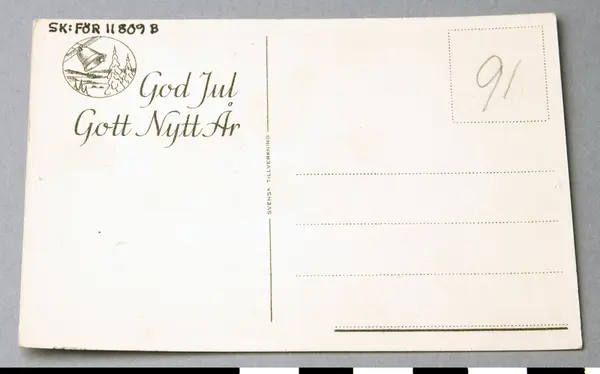 SK:FÖR 11809 B
God Jul
Gott Nytt År
SVENSK TILLVERKNING
91